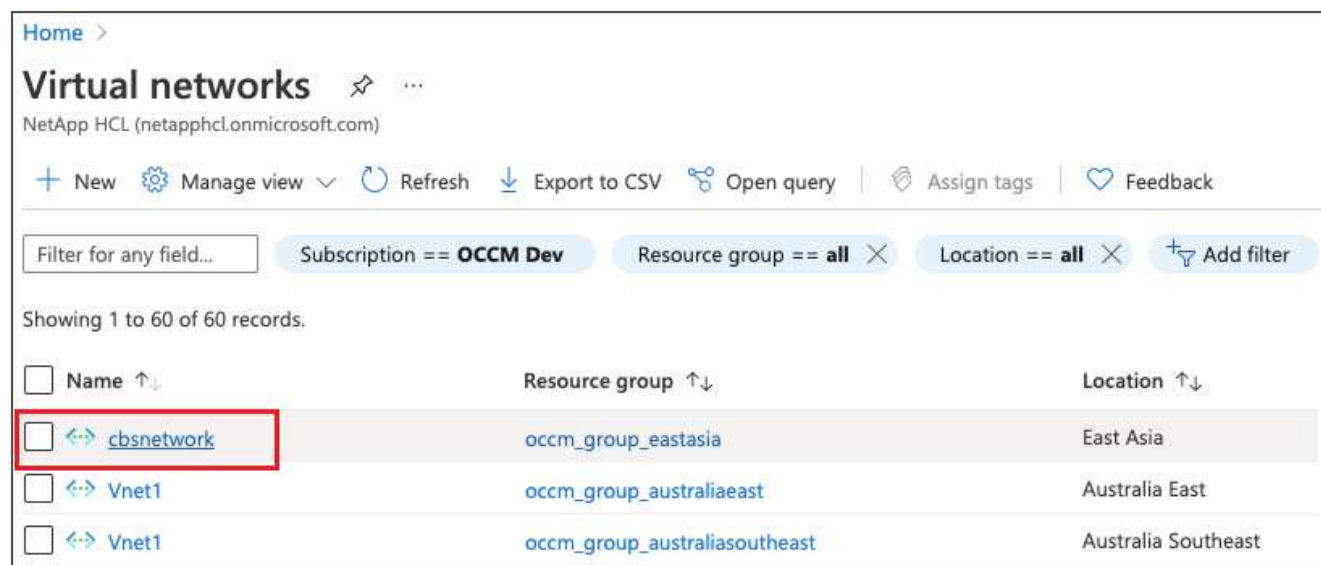 Home >
Virtual networks ...
NetApp HCL (netapphcl.onmicrosoft.com)
+ New Manage view Refresh Export to CSV Open query Assign tags Feedback
Filter for any field... Subscription == OCCM Dev Resource group == all Location == all Add filter
Showing 1 to 60 of 60 records.
Name ↑↓ Resource group ↑↓ Location ↑↓
cbsnetwork occm_group_eastasia East Asia
Vnet1 occm_group_australiaeast Australia East
Vnet1 occm_group_australiasoutheast Australia Southeast